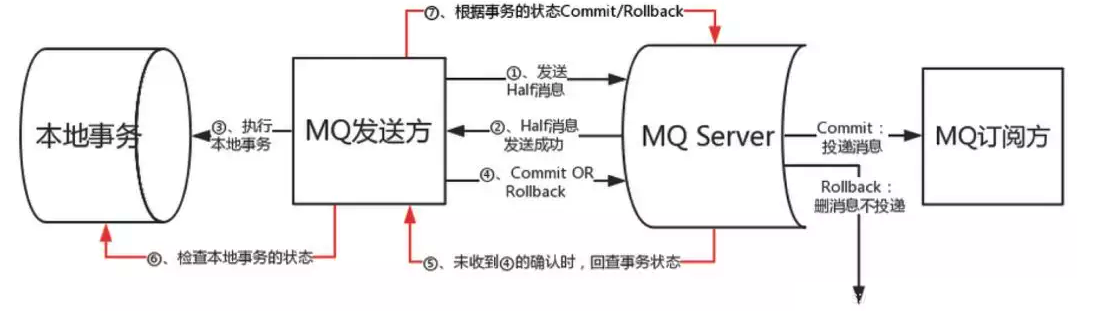 ⑦、根据事务的状态Commit/Rollback
①、发送
Half消息
本地事务
③、执行
本地事务
MQ发送方
②、Half消息
发送成功
MQ Server
Commit：
投递消息
MQ订阅方
④、Commit OR
Rollback
Rollback：
删消息不投递
⑥、检查本地事务的状态
⑤、未收到④的确认时，回查事务状态